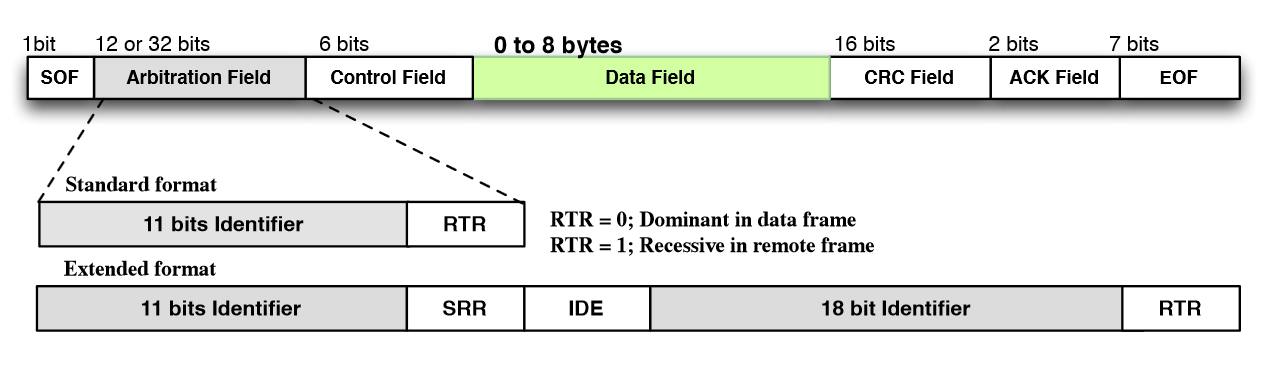 1bit 12 or 32 bits 6 bits 0 to 8 bytes 16 bits 2 bits 7 bits
SOF Arbitration Field Control Field Data Field CRC Field ACK Field EOF
Standard format
11 bits Identifier RTR
RTR = 0; Dominant in data frame
RTR = 1; Recessive in remote frame
Extended format
11 bits Identifier SRR IDE 18 bit Identifier RTR